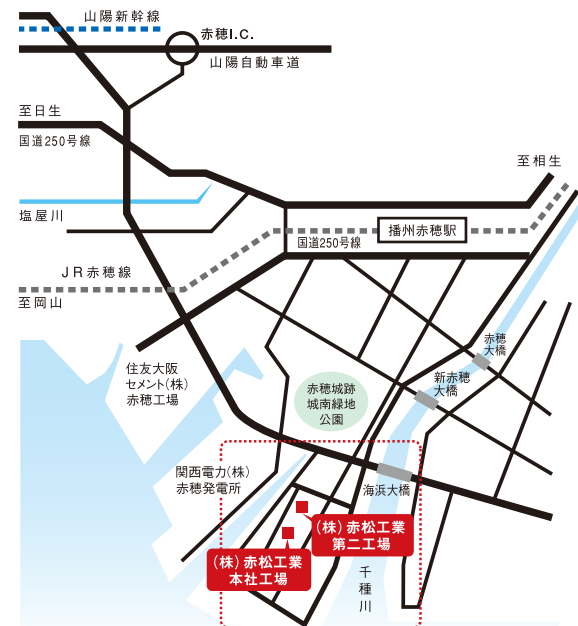 山陽新幹線
赤穂I.C.
山陽自動車道
至日生
国道250号線
至相生
塩屋川
播州赤穂駅
国道250号線
JR赤穂線
至岡山
赤穂
大橋
住友大阪
セメント(株)
赤穂工場
新赤穂
大橋
赤穂城跡
城南緑地
公園
関西電力(株)
赤穂発電所
海浜大橋
(株)赤松工業
第二工場
(株)赤松工業
本社工場
千種川